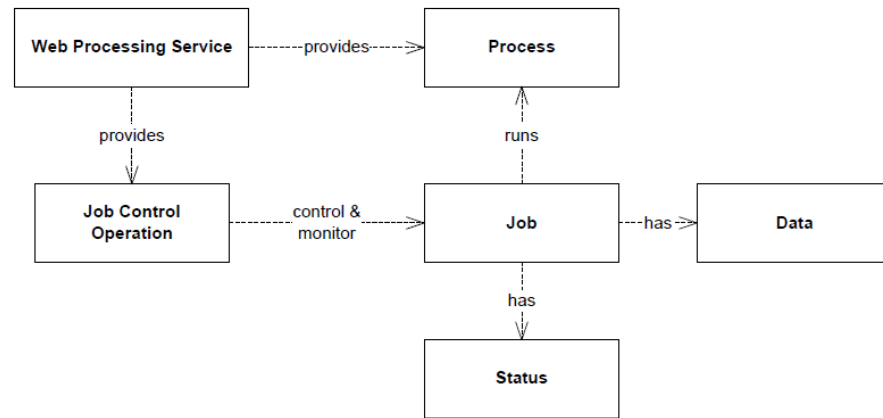 Web Processing Service
provides
Process
provides
runs
Job Control
Operation
control &
monitor
Job
has
Data
has
Status